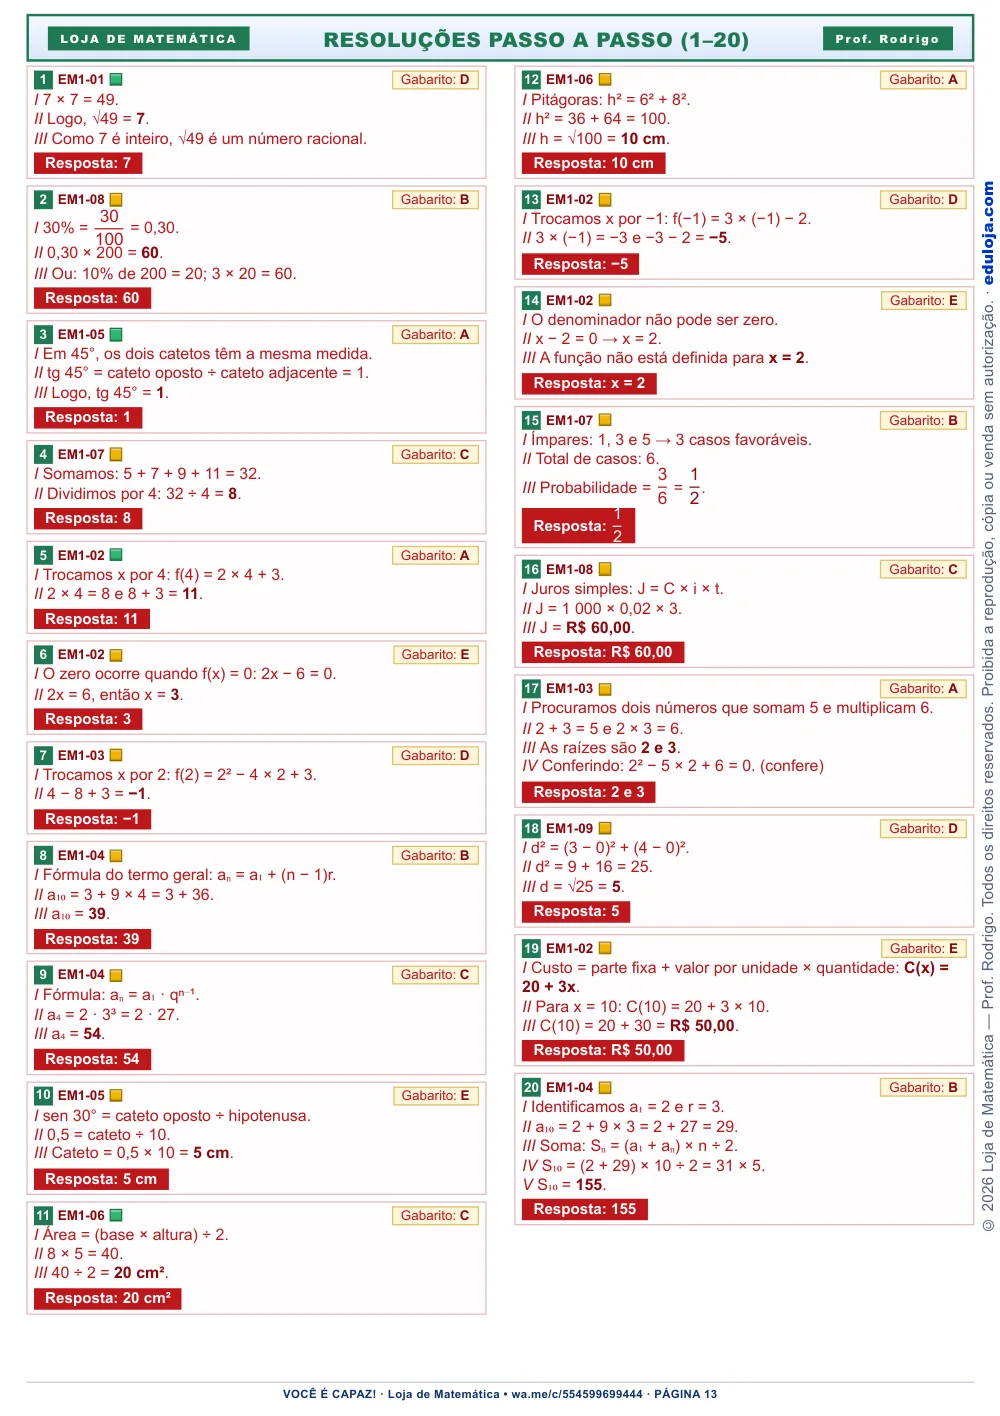 LOJA DE MATEMÁTICA
RESOLUÇÕES PASSO A PASSO (1–20)
Prof. Rodrigo
1 EM1-01 Gabarito: D
I 7 × 7 = 49.
II Logo, √49 = 7.
III Como 7 é inteiro, √49 é um número racional.
Resposta: 7
2 EM1-08 Gabarito: B
I 30% = 30/100 = 0,30.
II 0,30 × 200 = 60.
III Ou: 10% de 200 = 20; 3 × 20 = 60.
Resposta: 60
3 EM1-05 Gabarito: A
I Em 45°, os dois catetos têm a mesma medida.
II tg 45° = cateto oposto ÷ cateto adjacente = 1.
III Logo, tg 45° = 1.
Resposta: 1
4 EM1-07 Gabarito: C
I Somamos: 5 + 7 + 9 + 11 = 32.
II Dividimos por 4: 32 ÷ 4 = 8.
Resposta: 8
5 EM1-02 Gabarito: A
I Trocamos x por 4: f(4) = 2 × 4 + 3.
II 2 × 4 = 8 e 8 + 3 = 11.
Resposta: 11
6 EM1-02 Gabarito: E
I O zero ocorre quando f(x) = 0: 2x − 6 = 0.
II 2x = 6, então x = 3.
Resposta: 3
7 EM1-03 Gabarito: D
I Trocamos x por 2: f(2) = 2² − 4 × 2 + 3.
II 4 − 8 + 3 = −1.
Resposta: −1
8 EM1-04 Gabarito: B
I Fórmula do termo geral: aₙ = a₁ + (n − 1)r.
II a₁₀ = 3 + 9 × 4 = 3 + 36.
III a₁₀ = 39.
Resposta: 39
9 EM1-04 Gabarito: C
I Fórmula: aₙ = a₁ · qⁿ⁻¹.
II a₄ = 2 · 3³ = 2 · 27.
III a₄ = 54.
Resposta: 54
10 EM1-05 Gabarito: E
I sen 30° = cateto oposto ÷ hipotenusa.
II 0,5 = cateto ÷ 10.
III Cateto = 0,5 × 10 = 5 cm.
Resposta: 5 cm
11 EM1-06 Gabarito: C
I Área = (base × altura) ÷ 2.
II 8 × 5 = 40.
III 40 ÷ 2 = 20 cm².
Resposta: 20 cm²
12 EM1-06 Gabarito: A
I Pitágoras: h² = 6² + 8².
II h² = 36 + 64 = 100.
III h = √100 = 10 cm.
Resposta: 10 cm
13 EM1-02 Gabarito: D
I Trocamos x por −1: f(−1) = 3 × (−1) − 2.
II 3 × (−1) = −3 e −3 − 2 = −5.
Resposta: −5
14 EM1-02 Gabarito: E
I O denominador não pode ser zero.
II x − 2 = 0 → x = 2.
III A função não está definida para x = 2.
Resposta: x = 2
15 EM1-07 Gabarito: B
I Ímpares: 1, 3 e 5 → 3 casos favoráveis.
II Total de casos: 6.
III Probabilidade = 3/6 = 1/2.
Resposta: 1/2
16 EM1-08 Gabarito: C
I Juros simples: J = C × i × t.
II J = 1 000 × 0,02 × 3.
III J = R$ 60,00.
Resposta: R$ 60,00
17 EM1-03 Gabarito: A
I Procuramos dois números que somam 5 e multiplicam 6.
II 2 + 3 = 5 e 2 × 3 = 6.
III As raízes são 2 e 3.
IV Conferindo: 2² − 5 × 2 + 6 = 0. (confere)
Resposta: 2 e 3
18 EM1-09 Gabarito: D
I d² = (3 − 0)² + (4 − 0)².
II d² = 9 + 16 = 25.
III d = √25 = 5.
Resposta: 5
19 EM1-02 Gabarito: E
I Custo = parte fixa + valor por unidade × quantidade: C(x) =
20 + 3x.
II Para x = 10: C(10) = 20 + 3 × 10.
III C(10) = 20 + 30 = R$ 50,00.
Resposta: R$ 50,00
20 EM1-04 Gabarito: B
I Identificamos a₁ = 2 e r = 3.
II a₁₀ = 2 + 9 × 3 = 2 + 27 = 29.
III Soma: Sₙ = (a₁ + aₙ) × n ÷ 2.
IV S₁₀ = (2 + 29) × 10 ÷ 2 = 31 × 5.
V S₁₀ = 155.
Resposta: 155
© 2026 Loja de Matemática — Prof. Rodrigo. Todos os direitos reservados. Proibida a reprodução, cópia ou venda sem autorização. · eduloja.com
VOCÊ É CAPAZ! · Loja de Matemática • wa.me/c/554599699444 · PÁGINA 13